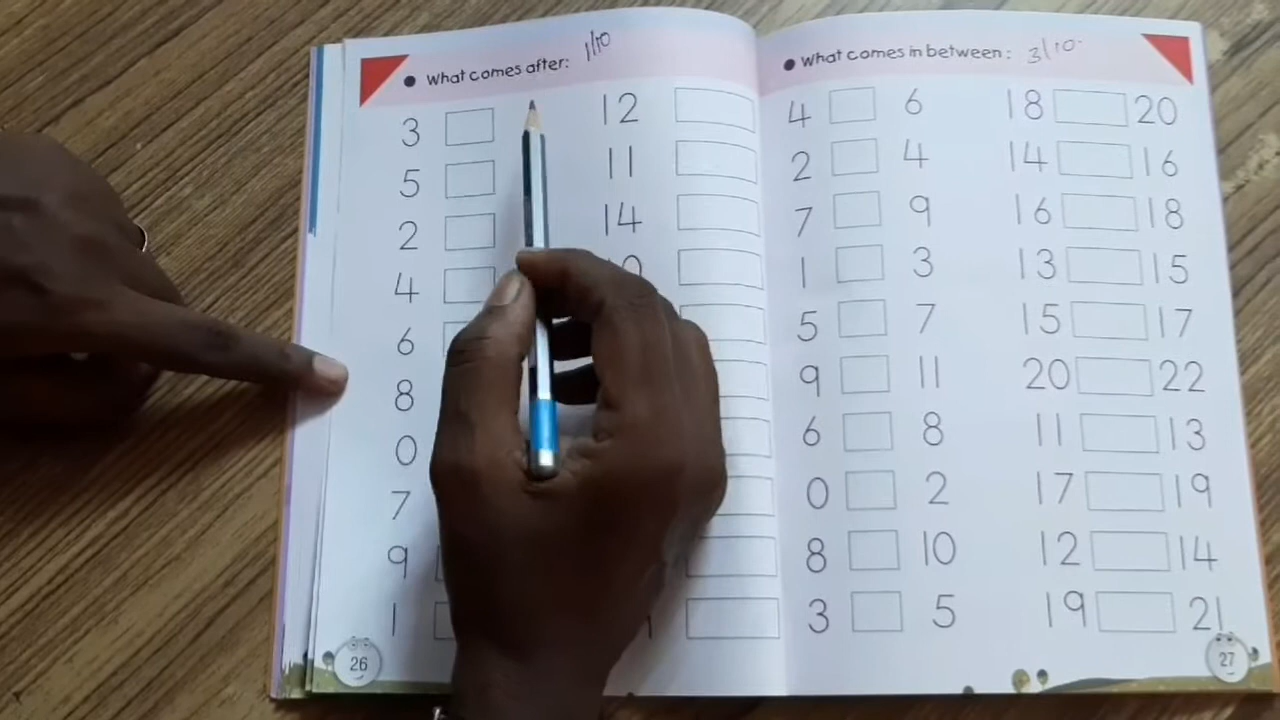 What comes after: 1/10
3 12
5 11
2 14
4 10
6
8
0
7
9
1
26
What comes in between: 3/10
4 6 18 20
2 4 14 16
7 9 16 18
1 3 13 15
5 7 15 17
9 11 20 22
6 8 11 13
0 2 17 19
8 10 12 14
3 5 19 21
27